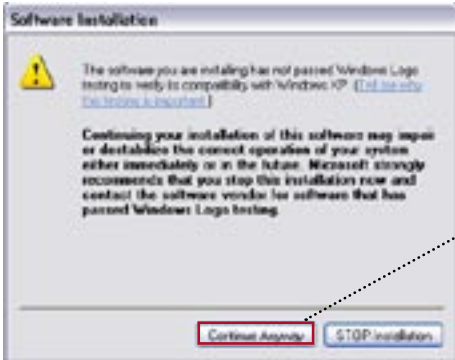 Software Installation
The software you are installing has not passed Windows Logo
testing to verify its compatibility with Windows XP. (Tell me why
this testing is important.)
Continuing your installation of this software may impair
or destabilize the correct operation of your system
either immediately or in the future. Microsoft strongly
recommends that you stop this installation now and
contact the software vendor for software that has
passed Windows Logo testing.
Continue Anyway
STOP Installation